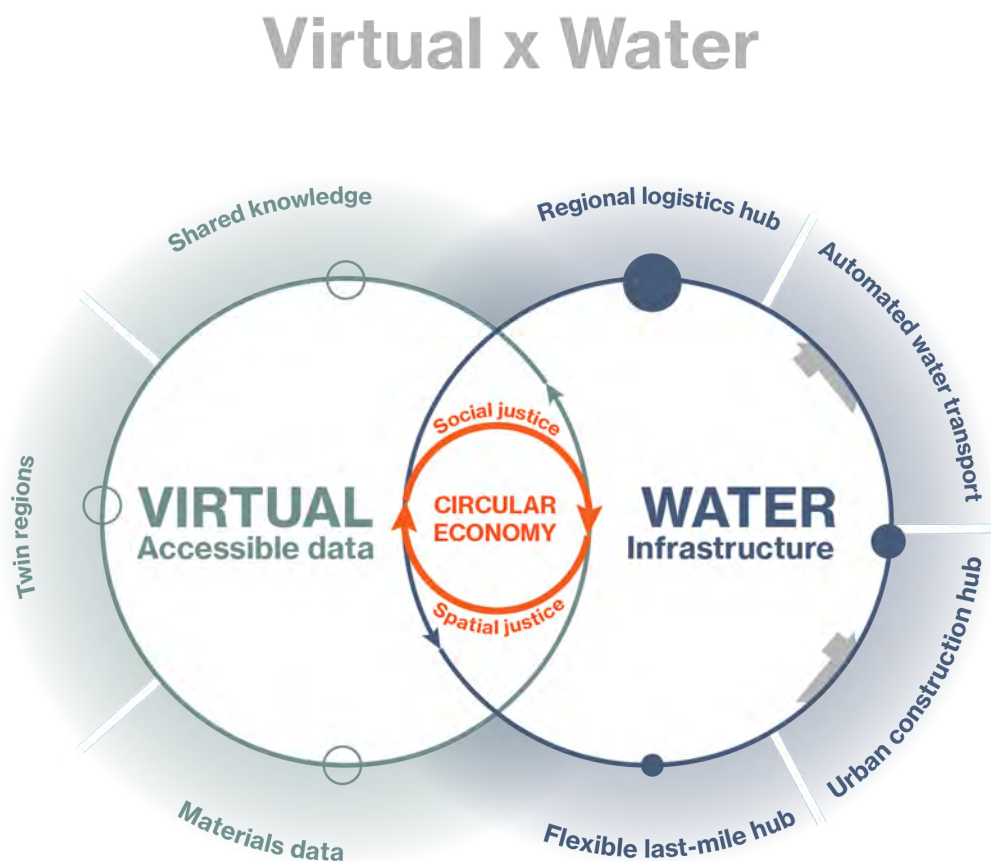 Virtual x Water
Shared knowledge
Regional logistics hub
Automated water transport
Twin regions
Social justice
VIRTUAL
Accessible data
CIRCULAR
ECONOMY
WATER
Infrastructure
Spatial justice
Urban construction hub
Materials data
Flexible last-mile hub